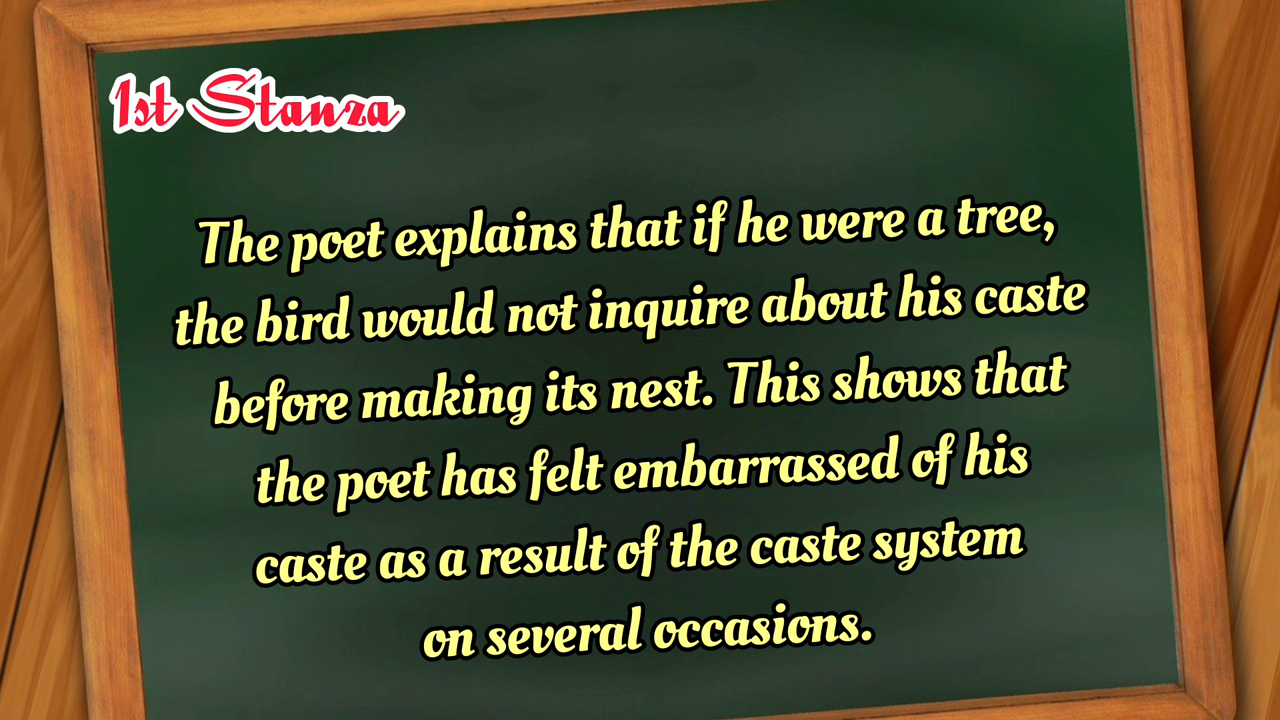 1st Stanza
The poet explains that if he were a tree,
the bird would not inquire about his caste
before making its nest. This shows that
the poet has felt embarrassed of his
caste as a result of the caste system
on several occasions.